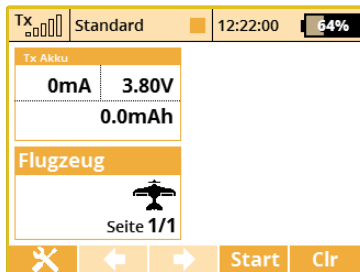 Tx Standard 12:22:00 64%
Tx Akku
0mA 3.80V
0.0mAh
Flugzeug
Seite 1/1
Start Clr